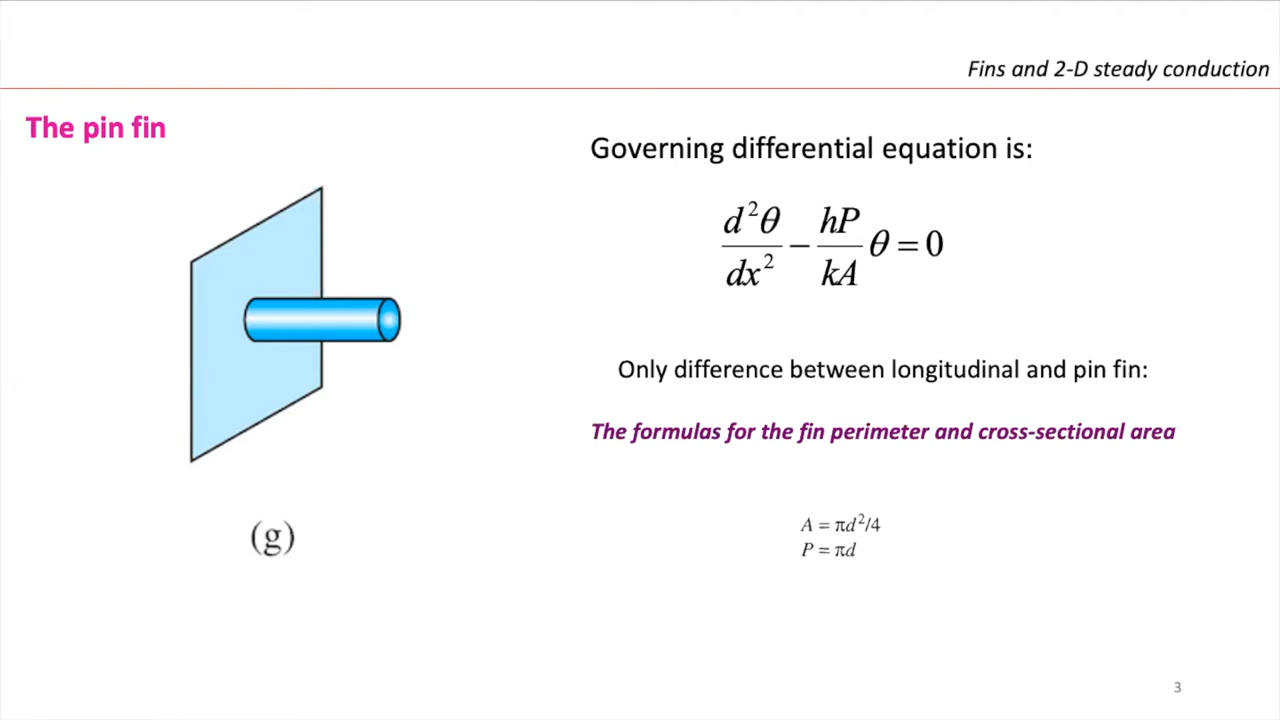 Fins and 2-D steady conduction
The pin fin
Governing differential equation is:
d²θ/dx² − hP/kA θ = 0
Only difference between longitudinal and pin fin:
The formulas for the fin perimeter and cross-sectional area
A = πd²/4
P = πd
(g)
3